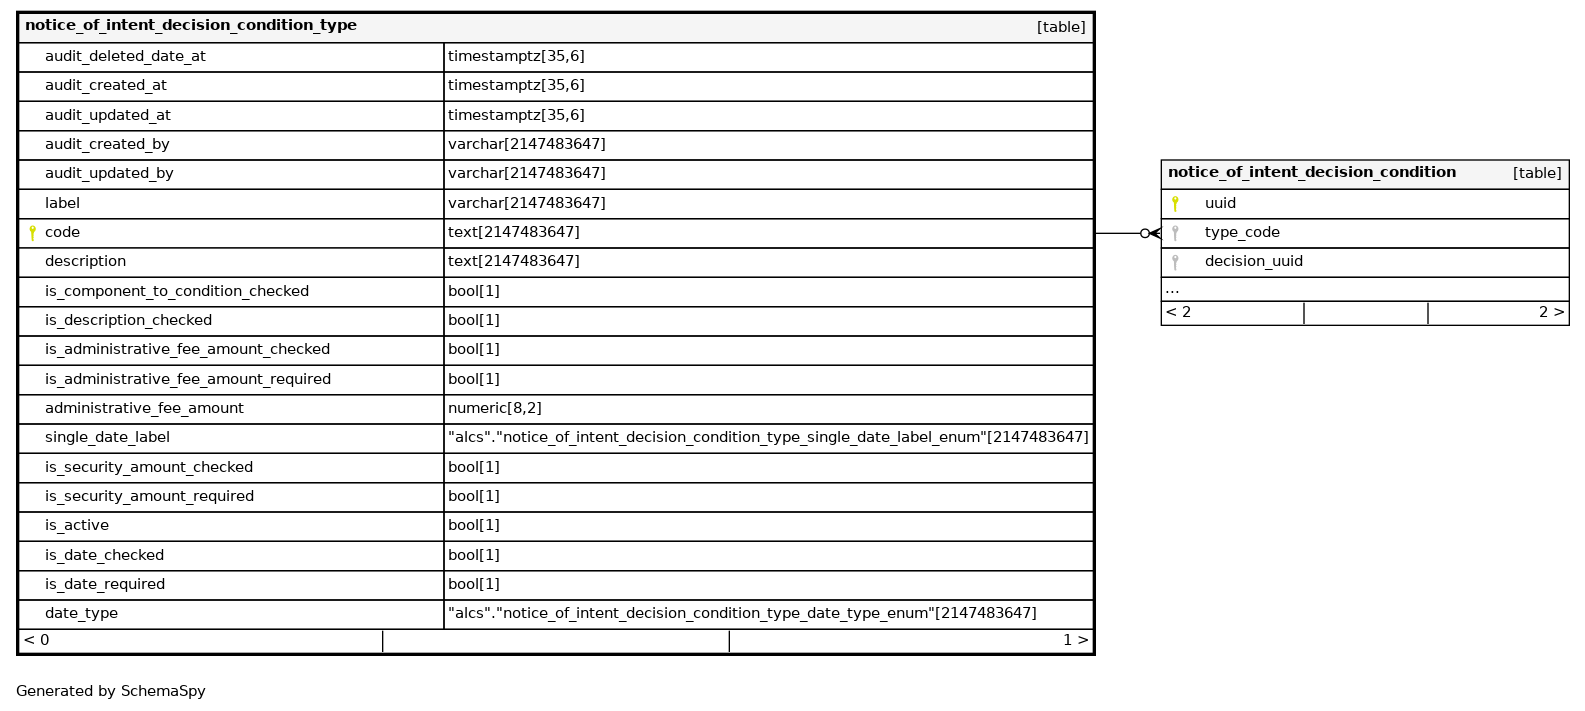 notice_of_intent_decision_condition_type [table]
audit_deleted_date_at timestamptz[35,6]
audit_created_at timestamptz[35,6]
audit_updated_at timestamptz[35,6]
audit_created_by varchar[2147483647]
audit_updated_by varchar[2147483647]
label varchar[2147483647]
code text[2147483647]
description text[2147483647]
is_component_to_condition_checked bool[1]
is_description_checked bool[1]
is_administrative_fee_amount_checked bool[1]
is_administrative_fee_amount_required bool[1]
administrative_fee_amount numeric[8,2]
single_date_label "alcs"."notice_of_intent_decision_condition_type_single_date_label_enum"[2147483647]
is_security_amount_checked bool[1]
is_security_amount_required bool[1]
is_active bool[1]
is_date_checked bool[1]
is_date_required bool[1]
date_type "alcs"."notice_of_intent_decision_condition_type_date_type_enum"[2147483647]
< 0 1 >
notice_of_intent_decision_condition [table]
uuid
type_code
decision_uuid
...
< 2 2 >
Generated by SchemaSpy